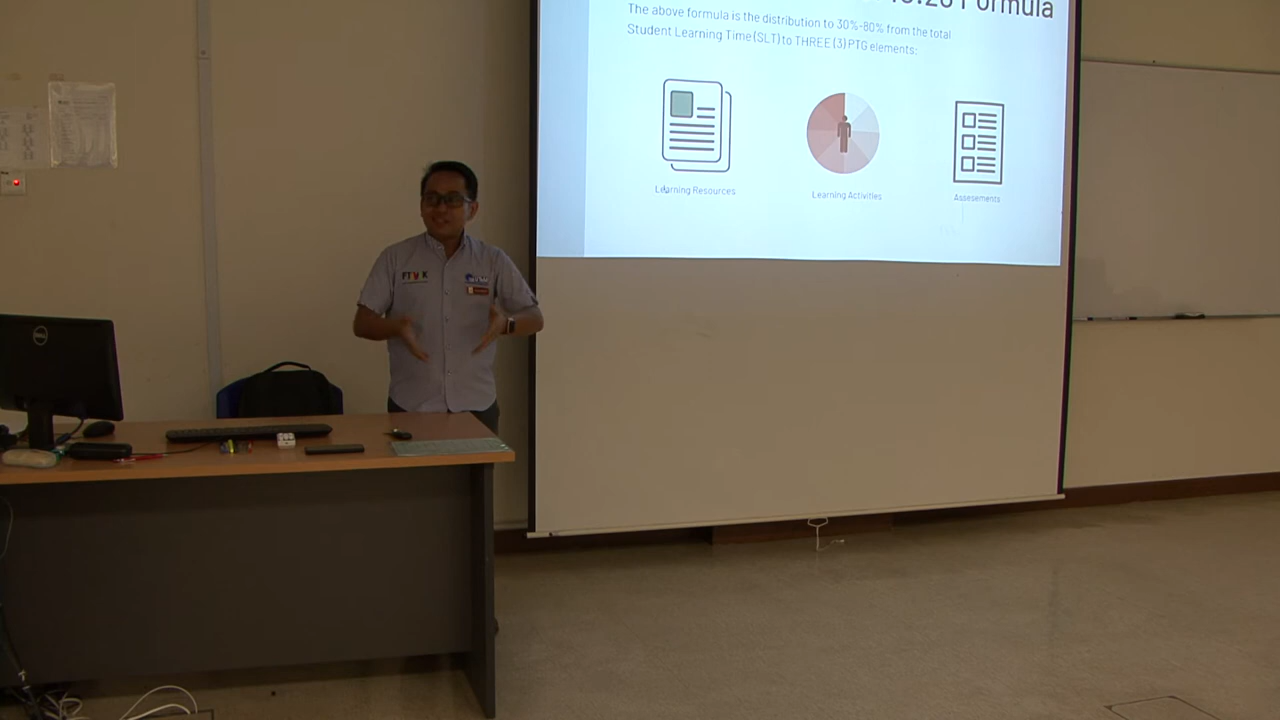 Formula
The above formula is the distribution to 30%-80% from the total
Student Learning Time (SLT) to THREE (3) PTG elements:
Learning Resources
Learning Activities
Assesements
DELL